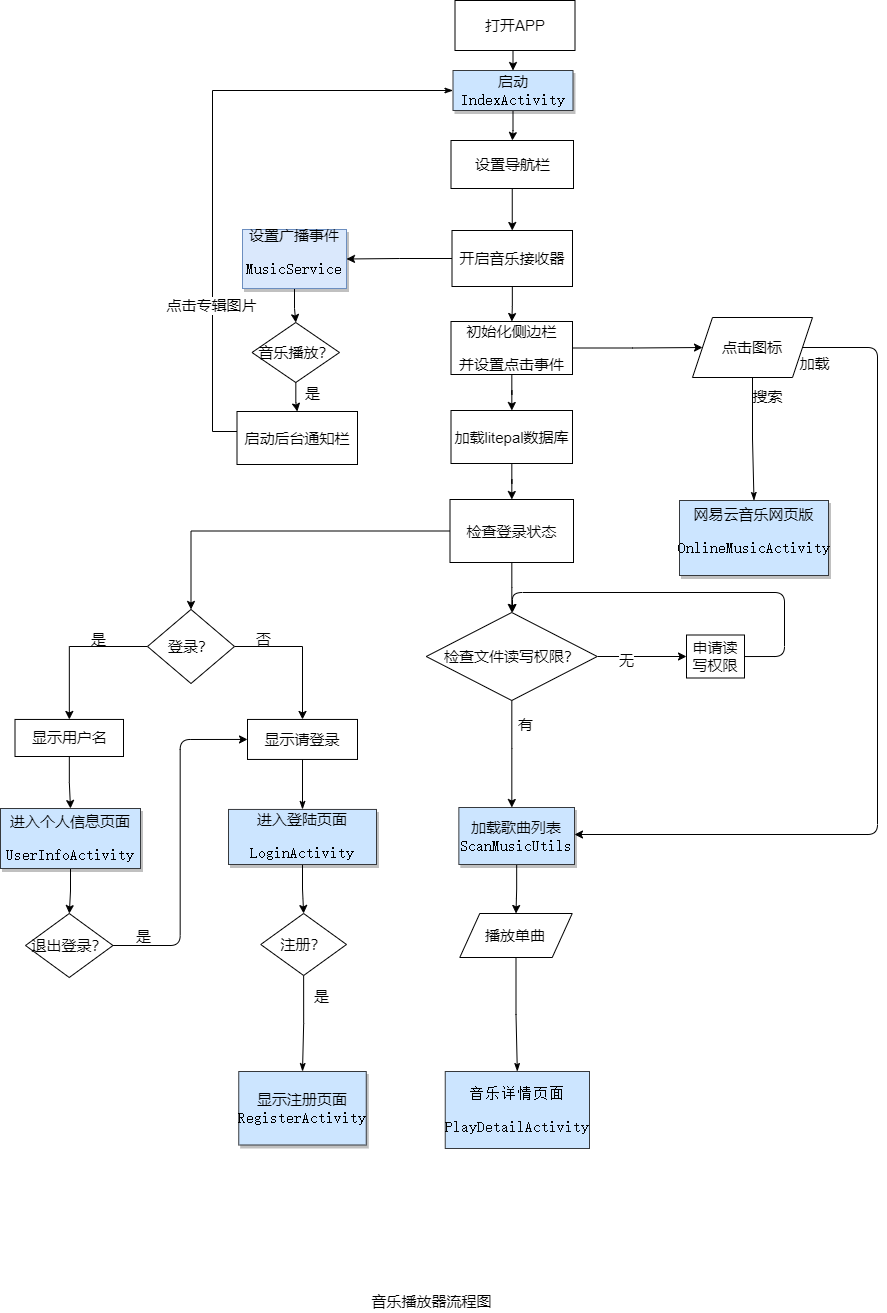 打开APP
启动
IndexActivity
设置导航栏
设置广播事件
MusicService
开启音乐接收器
点击专辑图片
初始化侧边栏
并设置点击事件
点击图标
加载
音乐播放?
是
搜索
启动后台通知栏
加载litepal数据库
网易云音乐网页版
OnlineMusicActivity
检查登录状态
登录?
是
否
检查文件读写权限?
无
申请读
写权限
有
显示用户名
显示请登录
进入个人信息页面
UserInfoActivity
进入登陆页面
LoginActivity
加载歌曲列表
ScanMusicUtils
退出登录?
是
注册?
是
播放单曲
显示注册页面
RegisterActivity
音乐详情页面
PlayDetailActivity
音乐播放器流程图